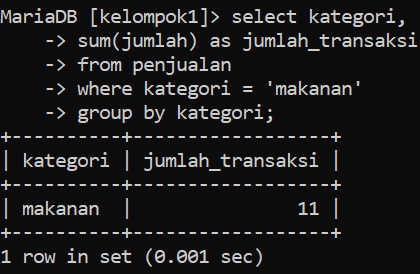 MariaDB [kelompok1]> select kategori,
    -> sum(jumlah) as jumlah_transaksi
    -> from penjualan
    -> where kategori = 'makanan'
    -> group by kategori;
+----------+------------------+
| kategori | jumlah_transaksi |
+----------+------------------+
| makanan  |               11 |
+----------+------------------+
1 row in set (0.001 sec)